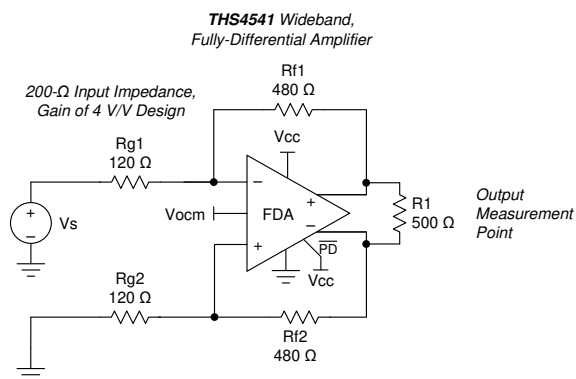 THS4541 Wideband,
Fully-Differential Amplifier
200-Ω Input Impedance,
Gain of 4 V/V Design
Rf1
480 Ω
Rg1
120 Ω
Vcc
−
+
Vocm
FDA
−
+
PD
Vcc
+
−
Vs
R1
500 Ω
Output
Measurement
Point
Rg2
120 Ω
Rf2
480 Ω